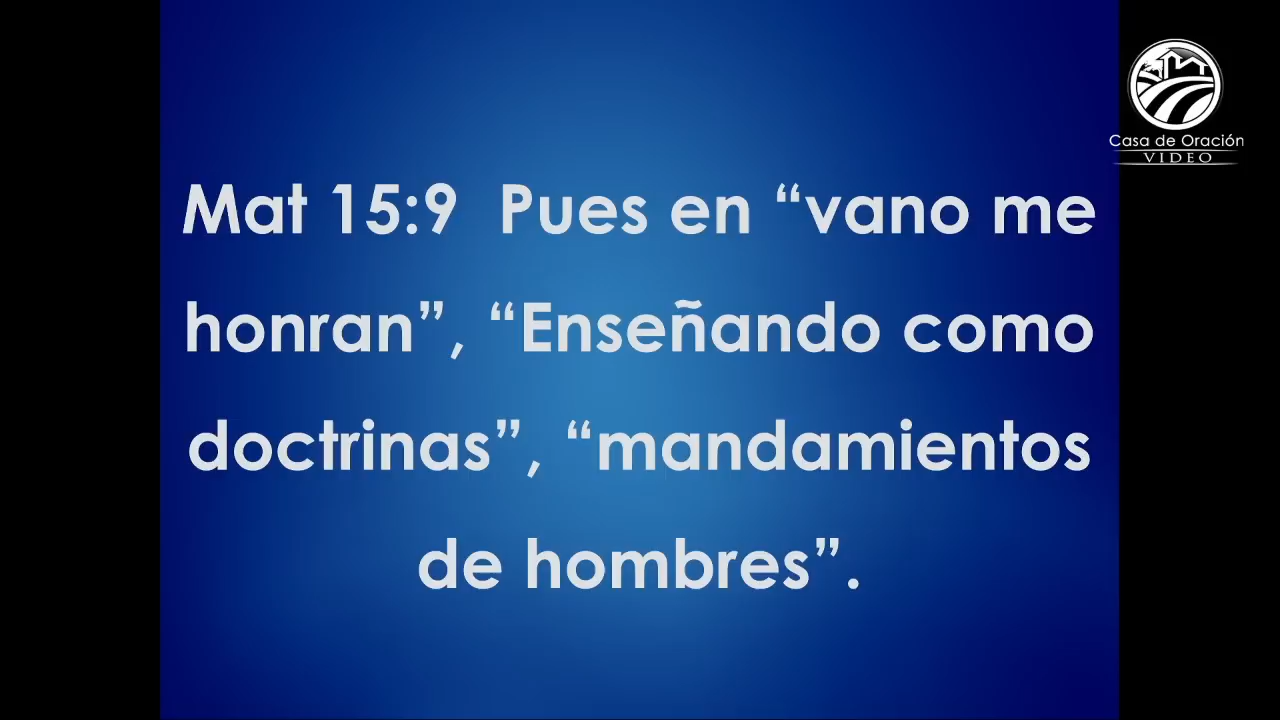 Mat 15:9  Pues en “vano me
honran”, “Enseñando como
doctrinas”, “mandamientos
de hombres”.
Casa de Oración
VIDEO